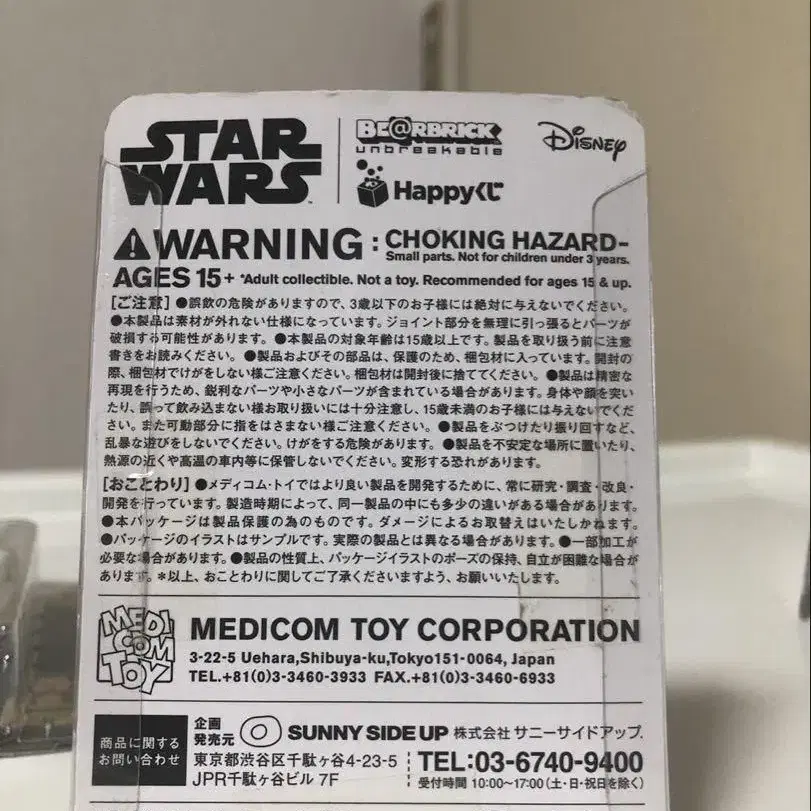 STAR WARS
BE@RBRICK
unbreakable
Disney
Happyくじ
WARNING : CHOKING HAZARD-
Small parts. Not for children under 3 years.
AGES 15+ *Adult collectible. Not a toy. Recommended for ages 15 & up.
[ご注意] ●誤飲の危険がありますので、3歳以下のお子様には絶対に与えないでください。
●本製品は素材が外れない仕様になっています。ジョイント部分を無理に引っ張るとパーツが
破損する可能性があります。●本製品の対象年齢は15歳以上です。製品を取り扱う前に注意
書きをお読みください。●製品およびその部品は、保護のため、梱包材に入っています。開封の
際、梱包材でけがをしない様ご注意ください。梱包材は開封後に捨ててください。●製品は精密な
再現を行うため、鋭利なパーツや小さなパーツが含まれている場合があります。身体や顔を突い
たり、誤って飲み込まない様お取り扱いには十分注意し、15歳未満のお子様には与えないでくだ
さい。また可動部分に指をはさまない様ご注意ください。●製品をぶつけたり振り回すなど、
乱暴な遊びをしないでください。けがをする危険があります。●製品を不安定な場所に置いたり、
熱源の近くや高温の車内等に保管しないでください。変形する恐れがあります。
[おことわり] ●メディコム・トイではより良い製品を開発するために、常に研究・調査・改良・
開発を行っています。製造時期によって、同一製品の中にも多少の違いがある場合があります。
●本パッケージは製品保護の為のものです。ダメージによるお取替えはいたしかねます。
●パッケージのイラストはサンプルです。実際の製品とは異なる場合があります。●一部加工が
必要な場合があります。●製品の性質上、パッケージイラストのポーズの保持、自立が困難な場合が
あります。*以上、おことわりに関してご了承くださいますよう、お願いいたします。
MEDI COM TOY
MEDICOM TOY CORPORATION
3-22-5 Uehara,Shibuya-ku,Tokyo151-0064, Japan
TEL.+81(0)3-3460-3933 FAX.+81(0)3-3460-6933
商品に関する
お問い合わせ
企画
発売元
SUNNY SIDE UP 株式会社 サニーサイドアップ
東京都渋谷区千駄ヶ谷4-23-5
JPR千駄ヶ谷ビル 7F
TEL:03-6740-9400
受付時間 10:00〜17:00(土・日・祝日を除く)